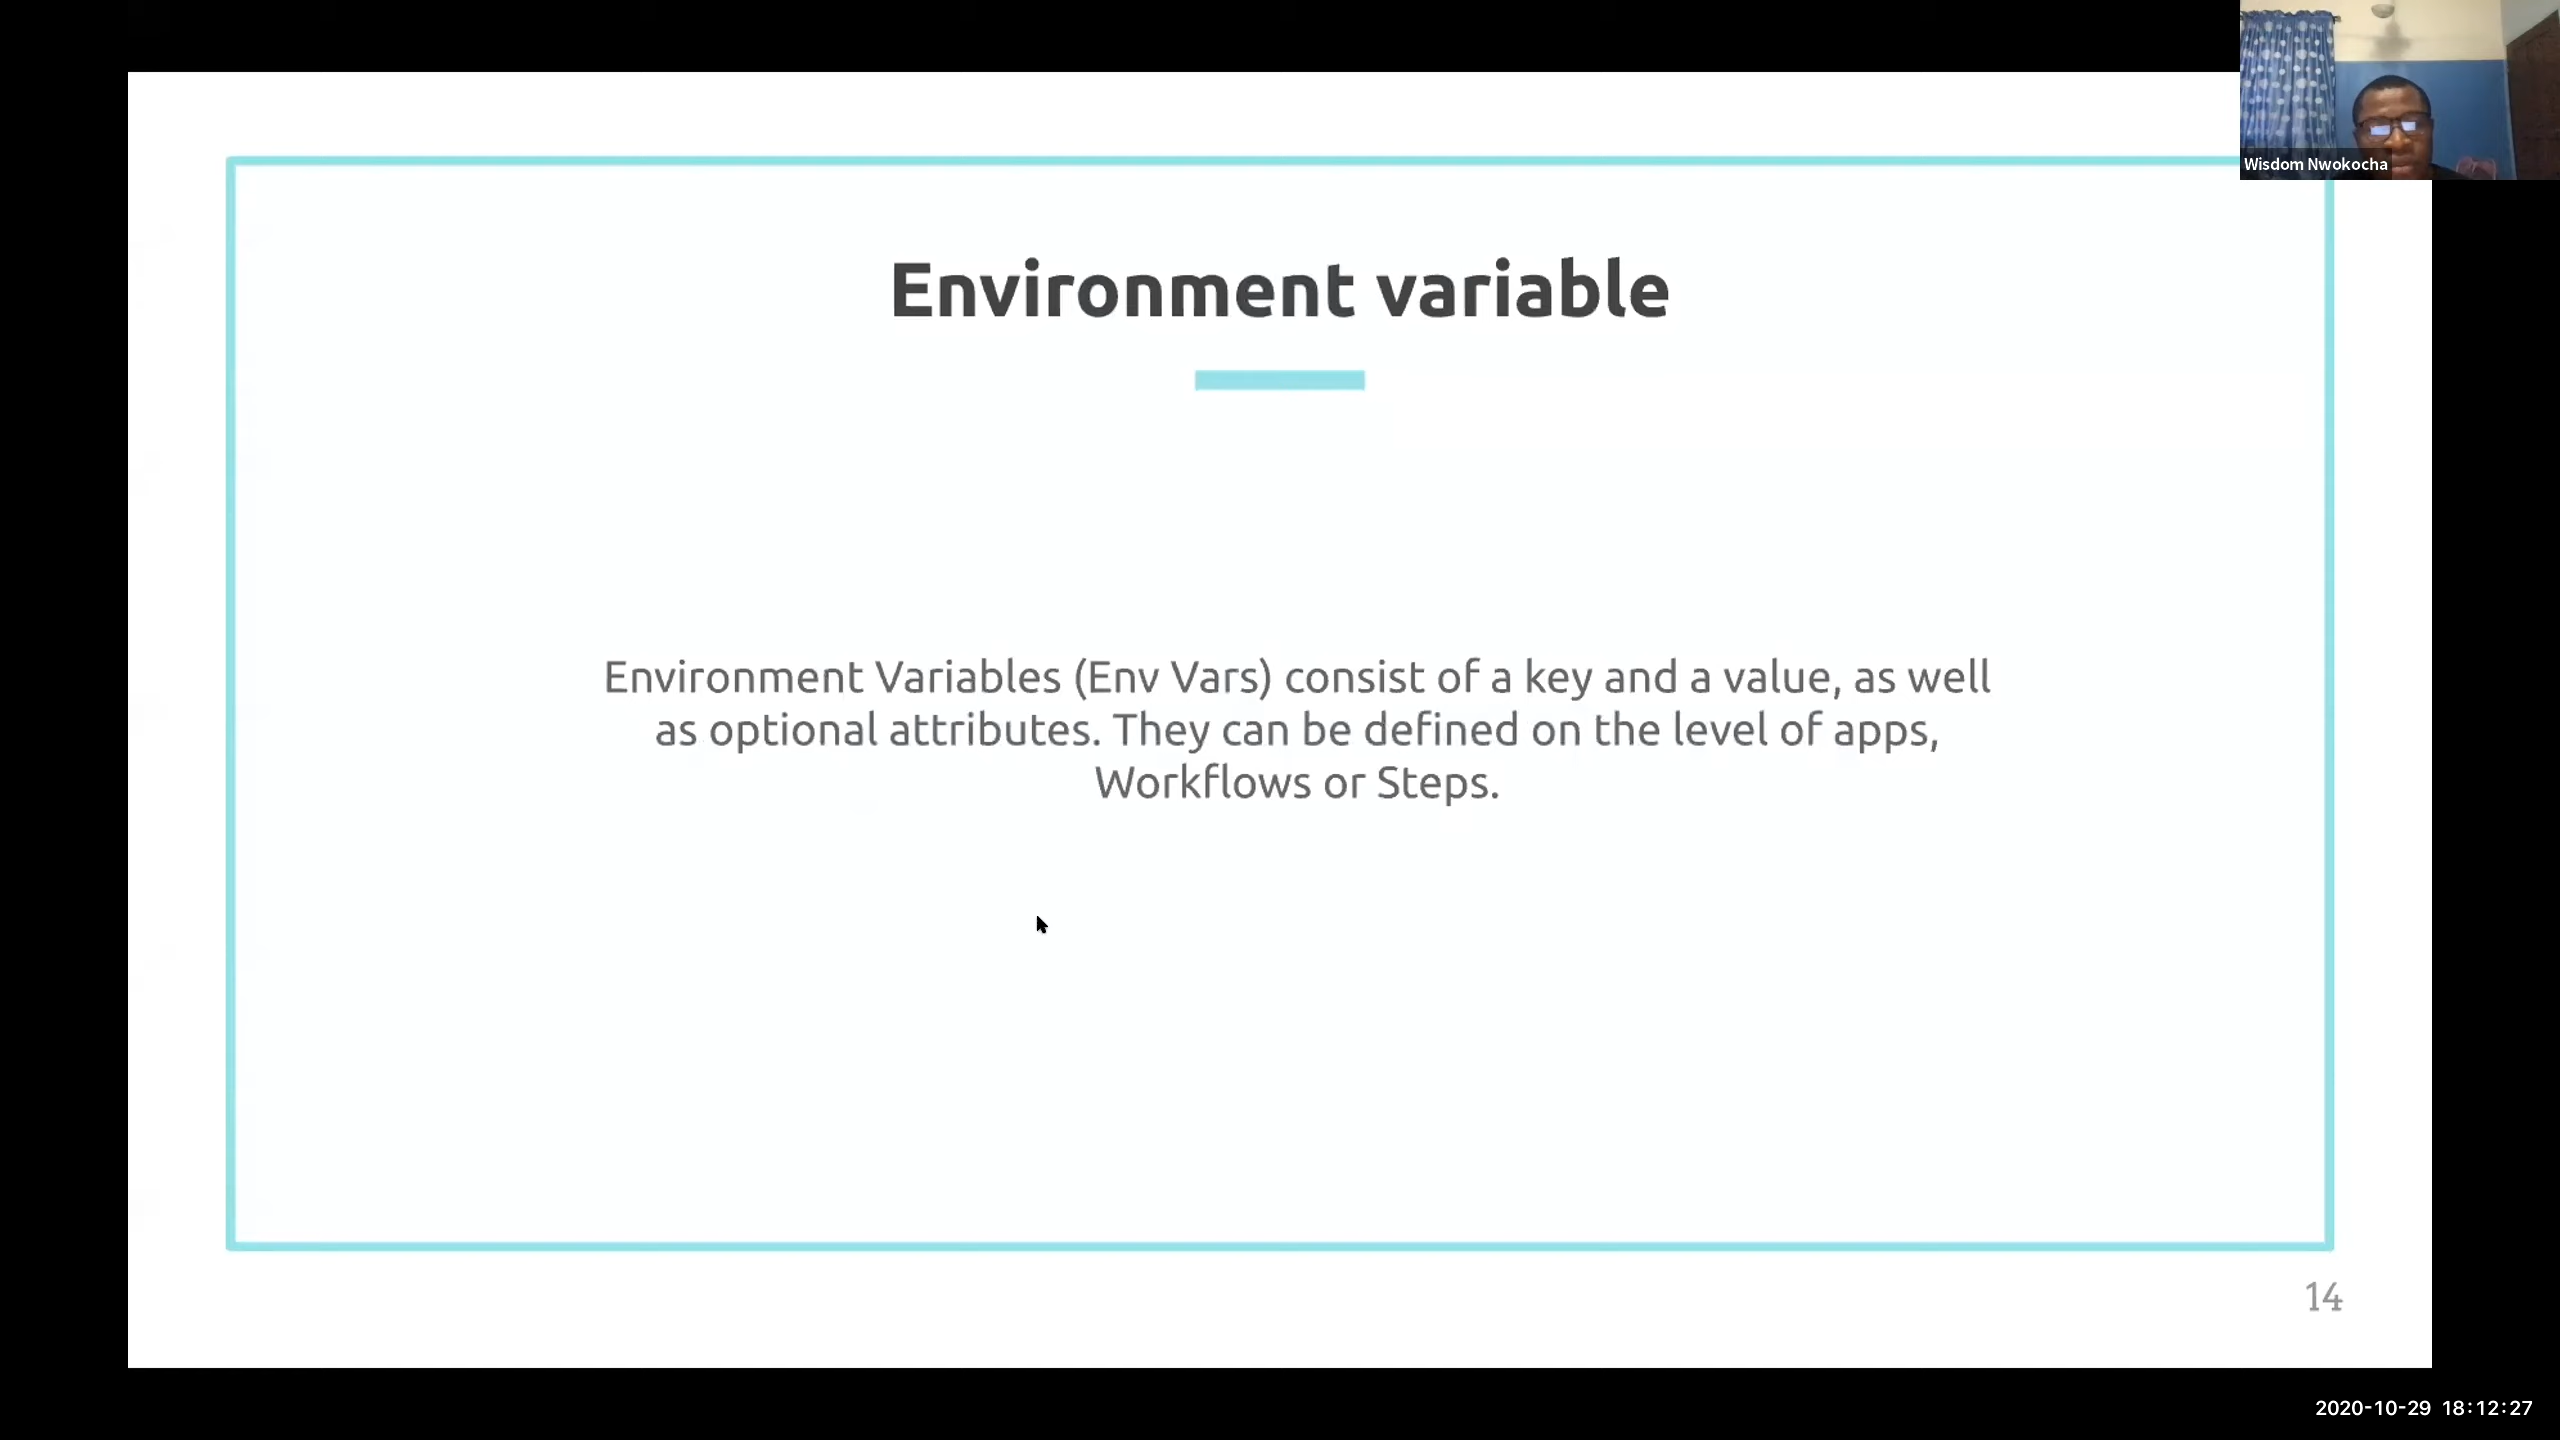 Wisdom Nwokocha
Environment variable
Environment Variables (Env Vars) consist of a key and a value, as well
as optional attributes. They can be defined on the level of apps,
Workflows or Steps.
14
2020-10-29 18:12:27